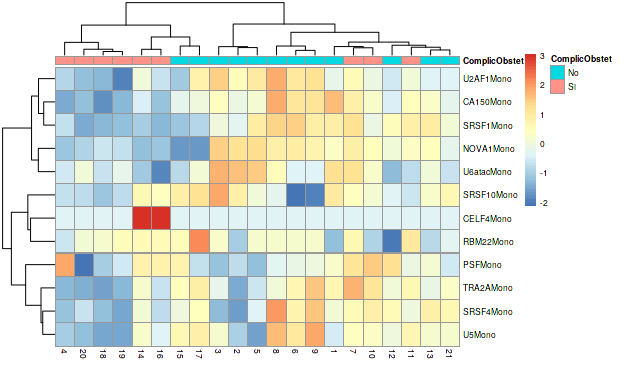 ComplicObstet
U2AF1Mono
CA150Mono
SRSF1Mono
NOVA1Mono
U6atacMono
SRSF10Mono
CELF4Mono
RBM22Mono
PSFMono
TRA2AMono
SRSF4Mono
U5Mono
4 20 18 19 14 16 15 17 3 2 5 8 6 9 1 7 10 12 11 13 21
3
2
1
0
-1
-2
ComplicObstet
No
SI